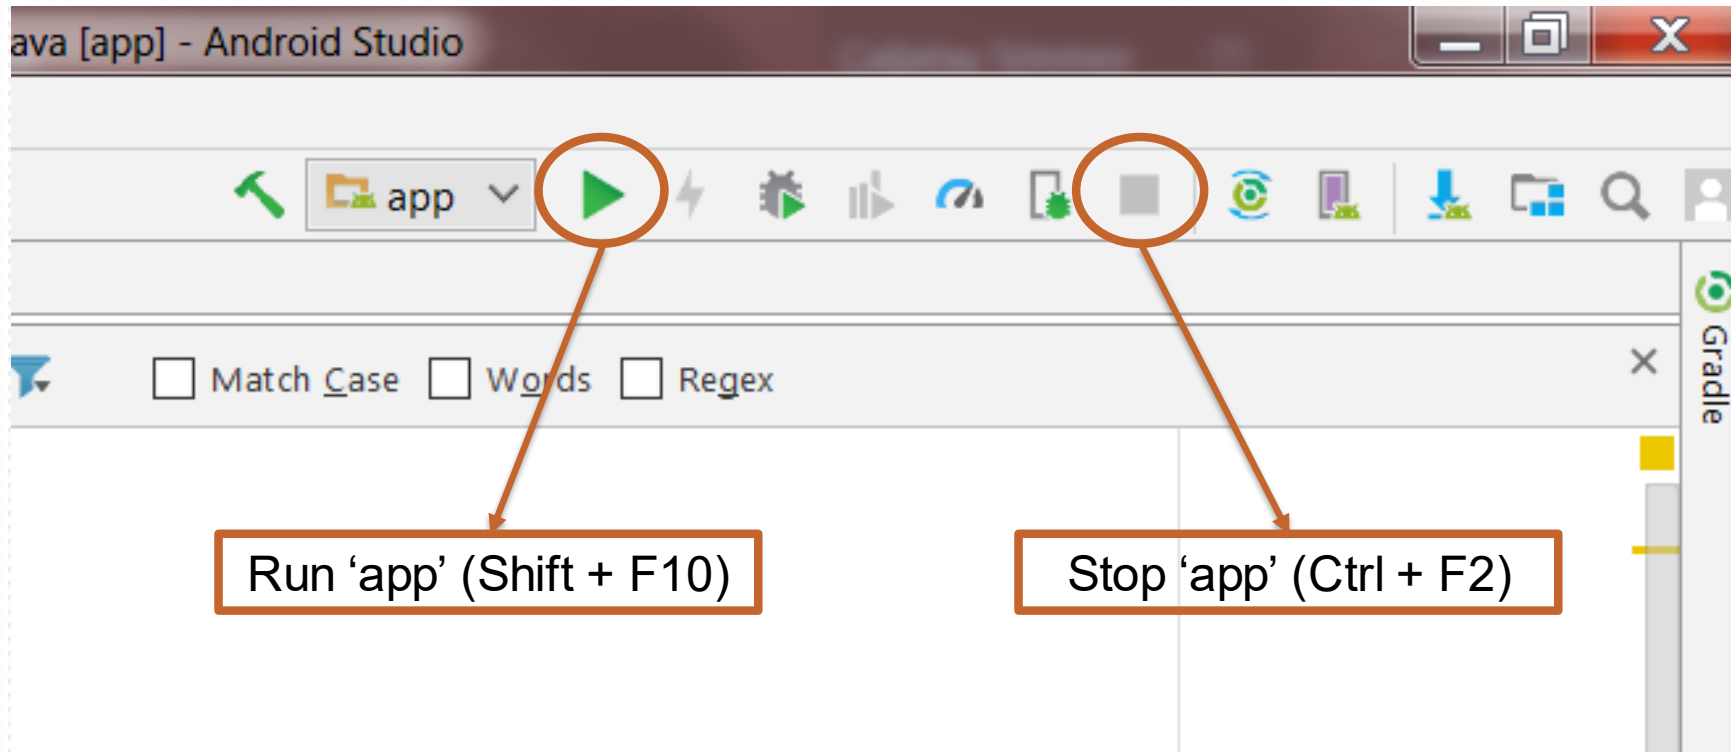 ava [app] - Android Studio
app
Gradle
Match Case Words Regex
Run ‘app’ (Shift + F10)
Stop ‘app’ (Ctrl + F2)